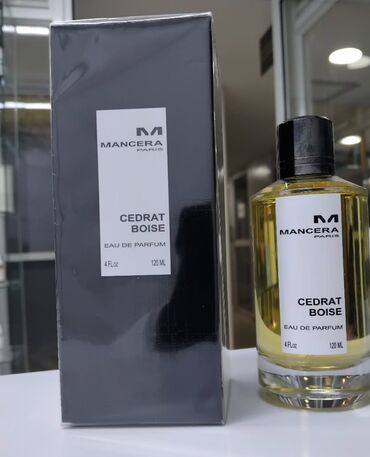 M
MANCERA
PARIS
CEDRAT
BOISE
EAU DE PARFUM
4 FL.oz 120 ML
M
MANCERA
PARIS
CEDRAT
BOISE
EAU DE PARFUM
4 FL.oz 120 ML